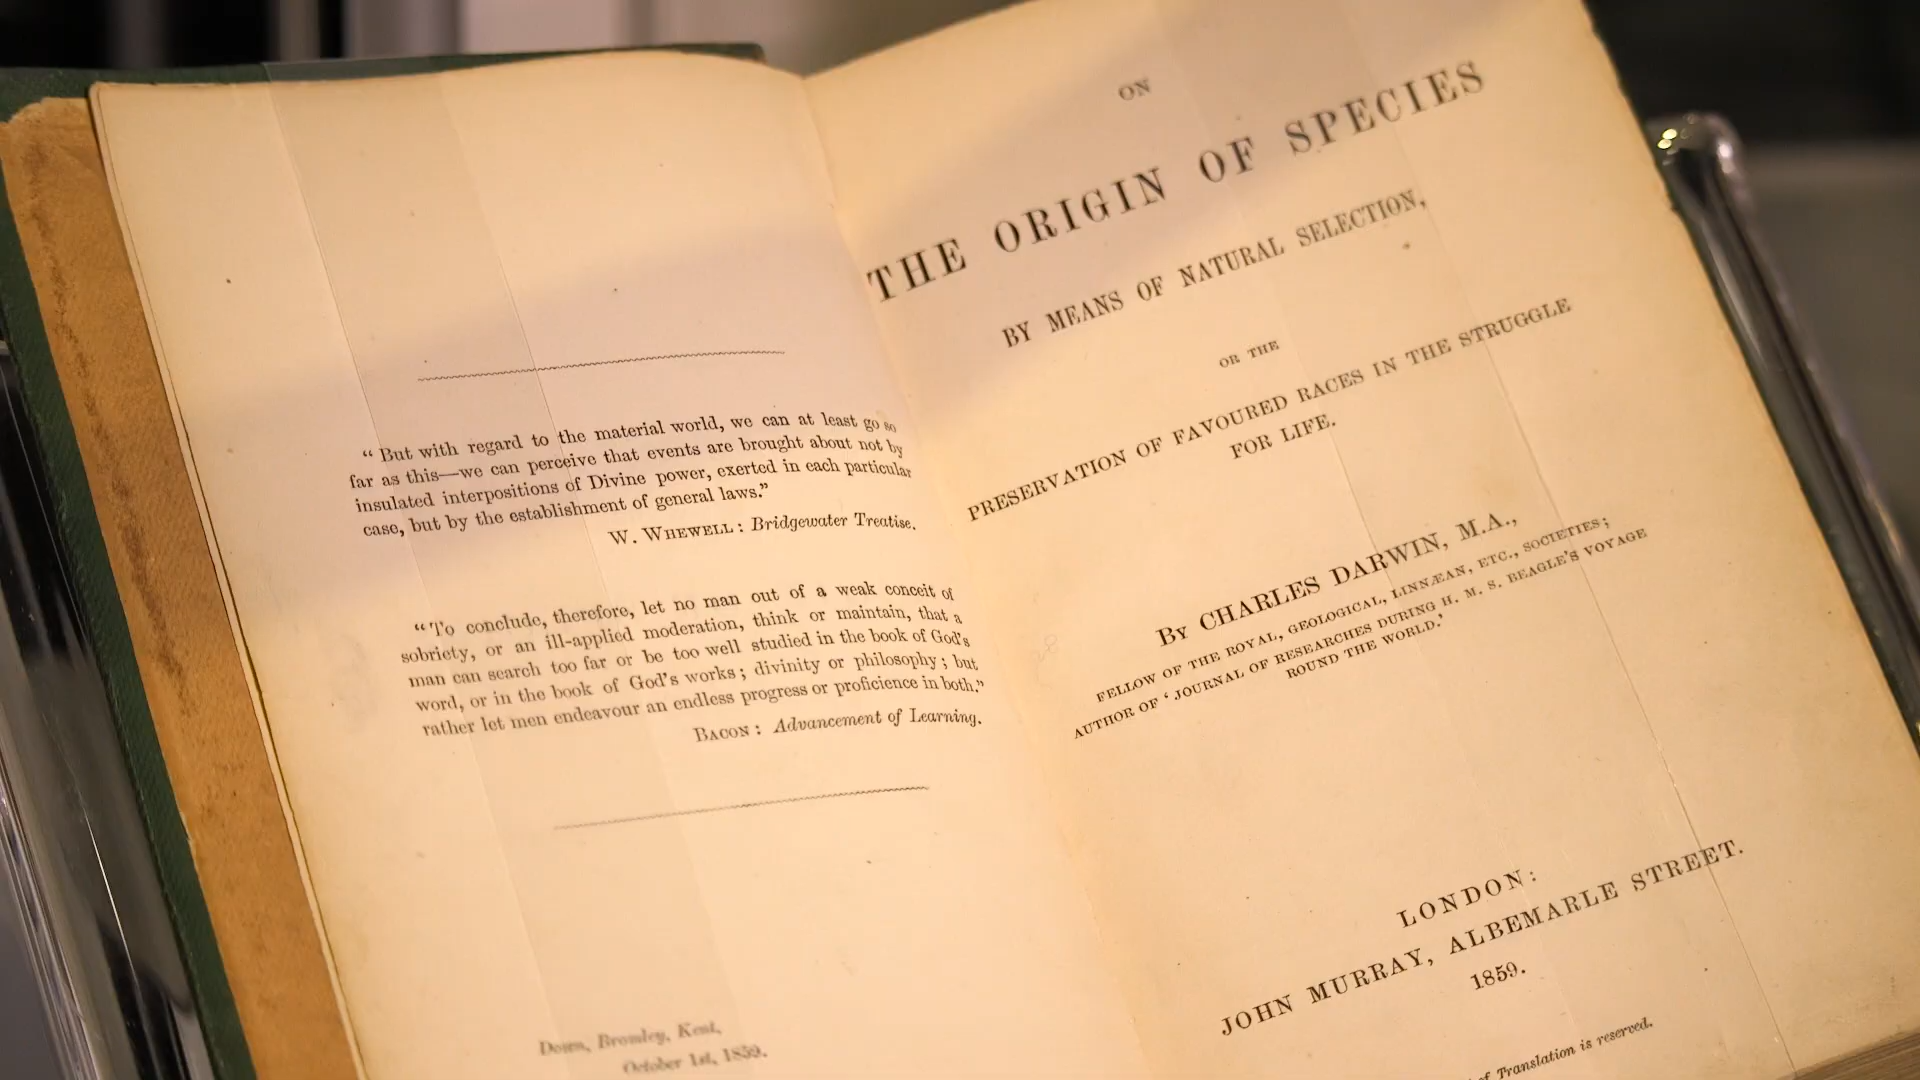 “But with regard to the material world, we can at least go so
far as this—we can perceive that events are brought about not by
insulated interpositions of Divine power, exerted in each particular
case, but by the establishment of general laws.”
W. WHEWELL: Bridgewater Treatise.
“To conclude, therefore, let no man out of a weak conceit of
sobriety, or an ill-applied moderation, think or maintain, that a
man can search too far or be too well studied in the book of God’s
word, or in the book of God’s works; divinity or philosophy; but
rather let men endeavour an endless progress or proficience in both.”
BACON: Advancement of Learning.
Down, Bromley, Kent,
October 1st, 1859.
ON
THE ORIGIN OF SPECIES
BY MEANS OF NATURAL SELECTION,
OR THE
PRESERVATION OF FAVOURED RACES IN THE STRUGGLE
FOR LIFE.
BY CHARLES DARWIN, M.A.,
FELLOW OF THE ROYAL, GEOLOGICAL, LINNÆAN, ETC., SOCIETIES;
AUTHOR OF ‘JOURNAL OF RESEARCHES DURING H. M. S. BEAGLE’S VOYAGE
ROUND THE WORLD.’
LONDON:
JOHN MURRAY, ALBEMARLE STREET.
1859.
of Translation is reserved.